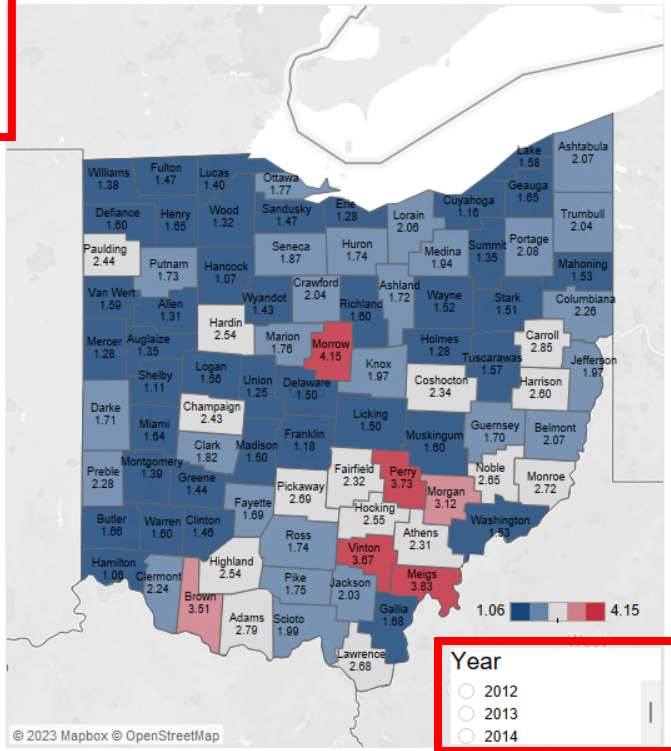 Williams
1.38
Fulton
1.47
Lucas
1.40
Ottawa
1.77
Lake
1.58
Ashtabula
2.07
Geauga
1.65
Defiance
1.60
Henry
1.65
Wood
1.32
Sandusky
1.47
Erie
1.28
Lorain
2.06
Cuyahoga
1.16
Trumbull
2.04
Paulding
2.44
Putnam
1.73
Hancock
1.07
Seneca
1.87
Huron
1.74
Medina
1.94
Summit
1.35
Portage
2.08
Mahoning
1.53
Van Wert
1.59
Allen
1.31
Wyandot
1.43
Crawford
2.04
Richland
1.60
Ashland
1.72
Wayne
1.52
Stark
1.51
Columbiana
2.26
Mercer
1.28
Auglaize
1.35
Hardin
2.54
Marion
1.76
Morrow
4.15
Knox
1.97
Holmes
1.28
Tuscarawas
1.57
Carroll
2.85
Jefferson
1.97
Shelby
1.11
Logan
1.56
Union
1.25
Delaware
1.50
Coshocton
2.34
Harrison
2.60
Darke
1.71
Miami
1.64
Champaign
2.43
Licking
1.50
Muskingum
1.60
Guernsey
1.70
Belmont
2.07
Clark
1.82
Madison
1.50
Franklin
1.18
Preble
2.28
Montgomery
1.39
Greene
1.44
Fayette
1.69
Pickaway
2.69
Fairfield
2.32
Perry
3.73
Morgan
3.12
Noble
2.65
Monroe
2.72
Butler
1.66
Warren
1.60
Clinton
1.46
Ross
1.74
Hocking
2.55
Athens
2.31
Washington
1.53
Hamilton
1.06
Clermont
2.24
Brown
3.51
Highland
2.54
Pike
1.75
Vinton
3.67
Jackson
2.03
Meigs
3.83
Adams
2.79
Scioto
1.99
Gallia
1.68
Lawrence
2.68
1.06 4.15
Year
2012
2013
2014
© 2023 Mapbox © OpenStreetMap